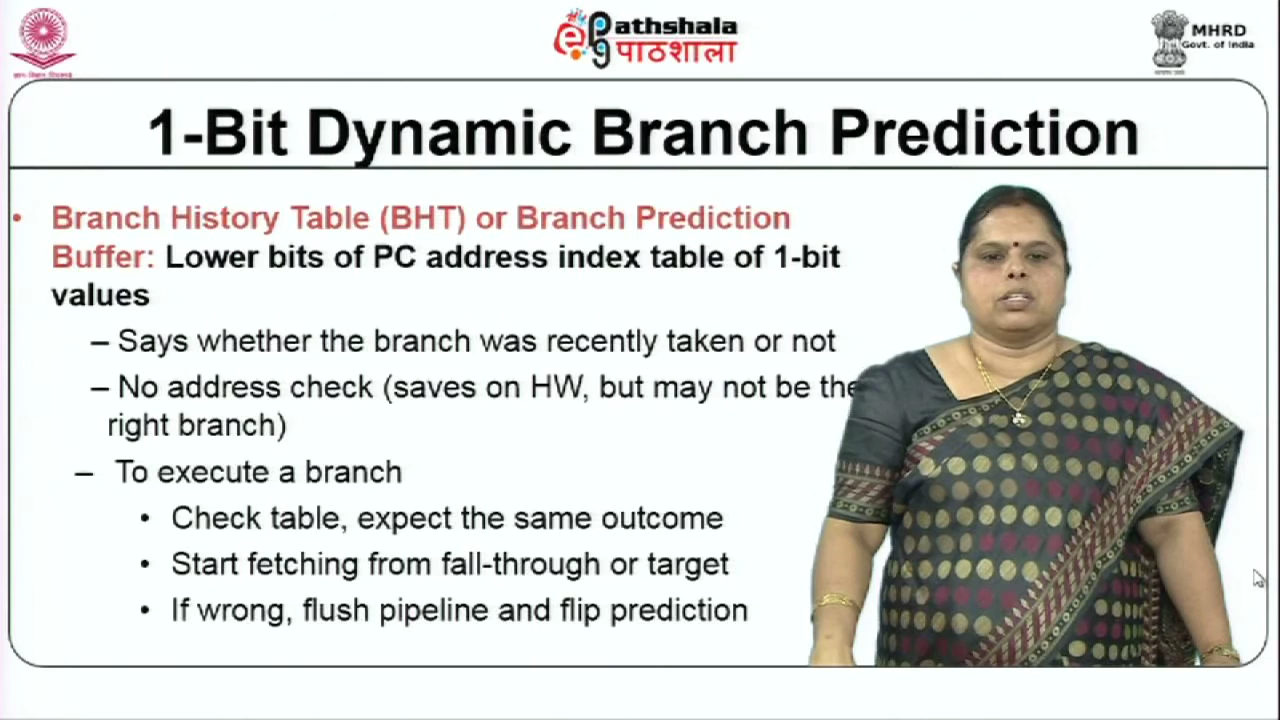 ePathshala
पाठशाला
MHRD
Govt. of India
1-Bit Dynamic Branch Prediction
• Branch History Table (BHT) or Branch Prediction
Buffer: Lower bits of PC address index table of 1-bit
values
– Says whether the branch was recently taken or not
– No address check (saves on HW, but may not be the
right branch)
– To execute a branch
• Check table, expect the same outcome
• Start fetching from fall-through or target
• If wrong, flush pipeline and flip prediction